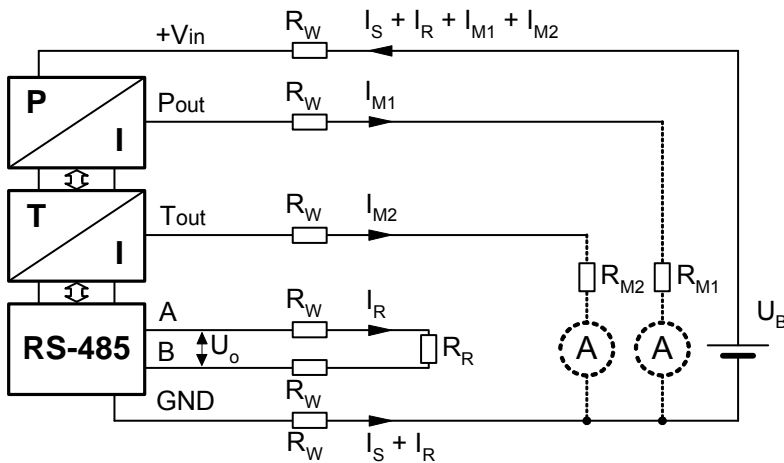 +Vin R_W I_S + I_R + I_M1 + I_M2
P I
Pout R_W I_M1
T I
Tout R_W I_M2
R_M2 R_M1
RS-485
A R_W I_R
U_o
B
R_R
A A
U_B
R_W
GND
R_W I_S + I_R